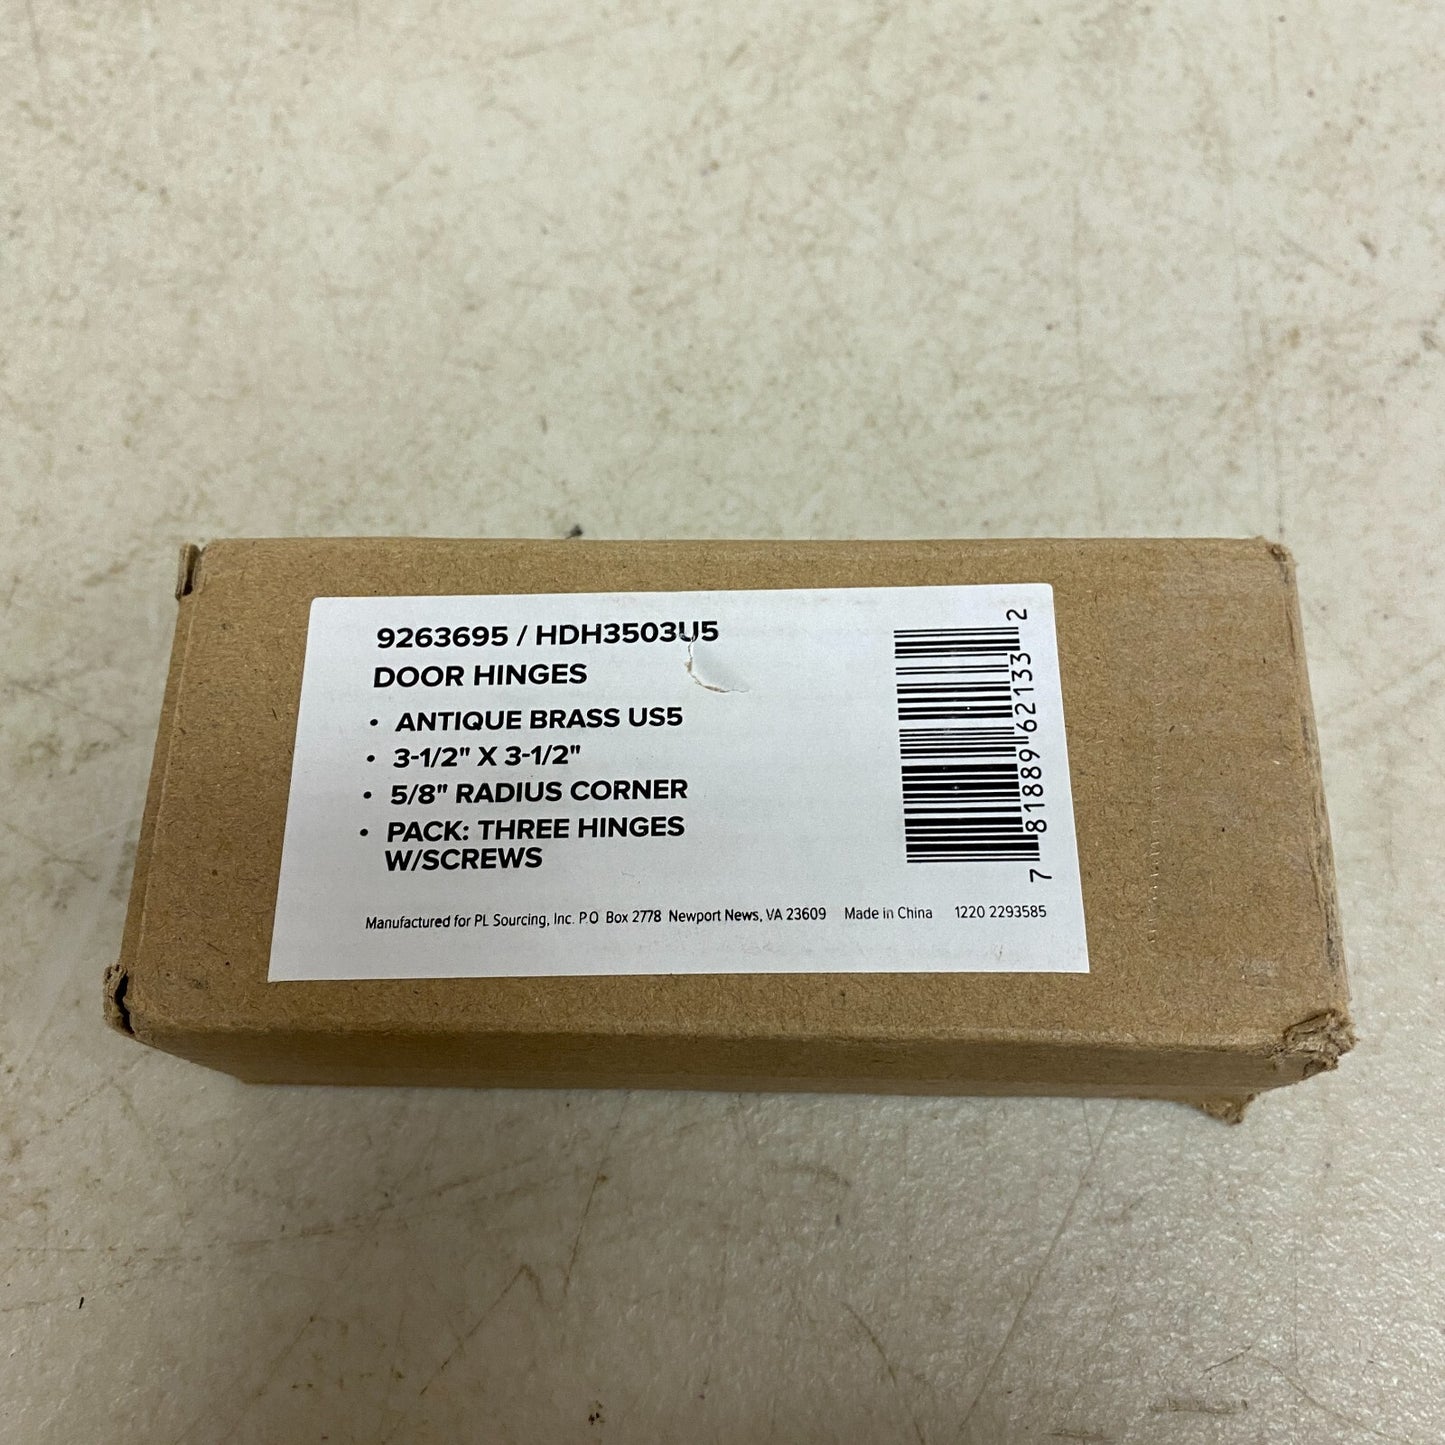 9263695 / HDH3503U5
DOOR HINGES
• ANTIQUE BRASS US5
• 3-1/2" X 3-1/2"
• 5/8" RADIUS CORNER
• PACK: THREE HINGES
W/SCREWS
Manufactured for PL Sourcing, Inc. P.O Box 2778 Newport News, VA 23609 Made in China 1220 2293585
7 81889 62133 2